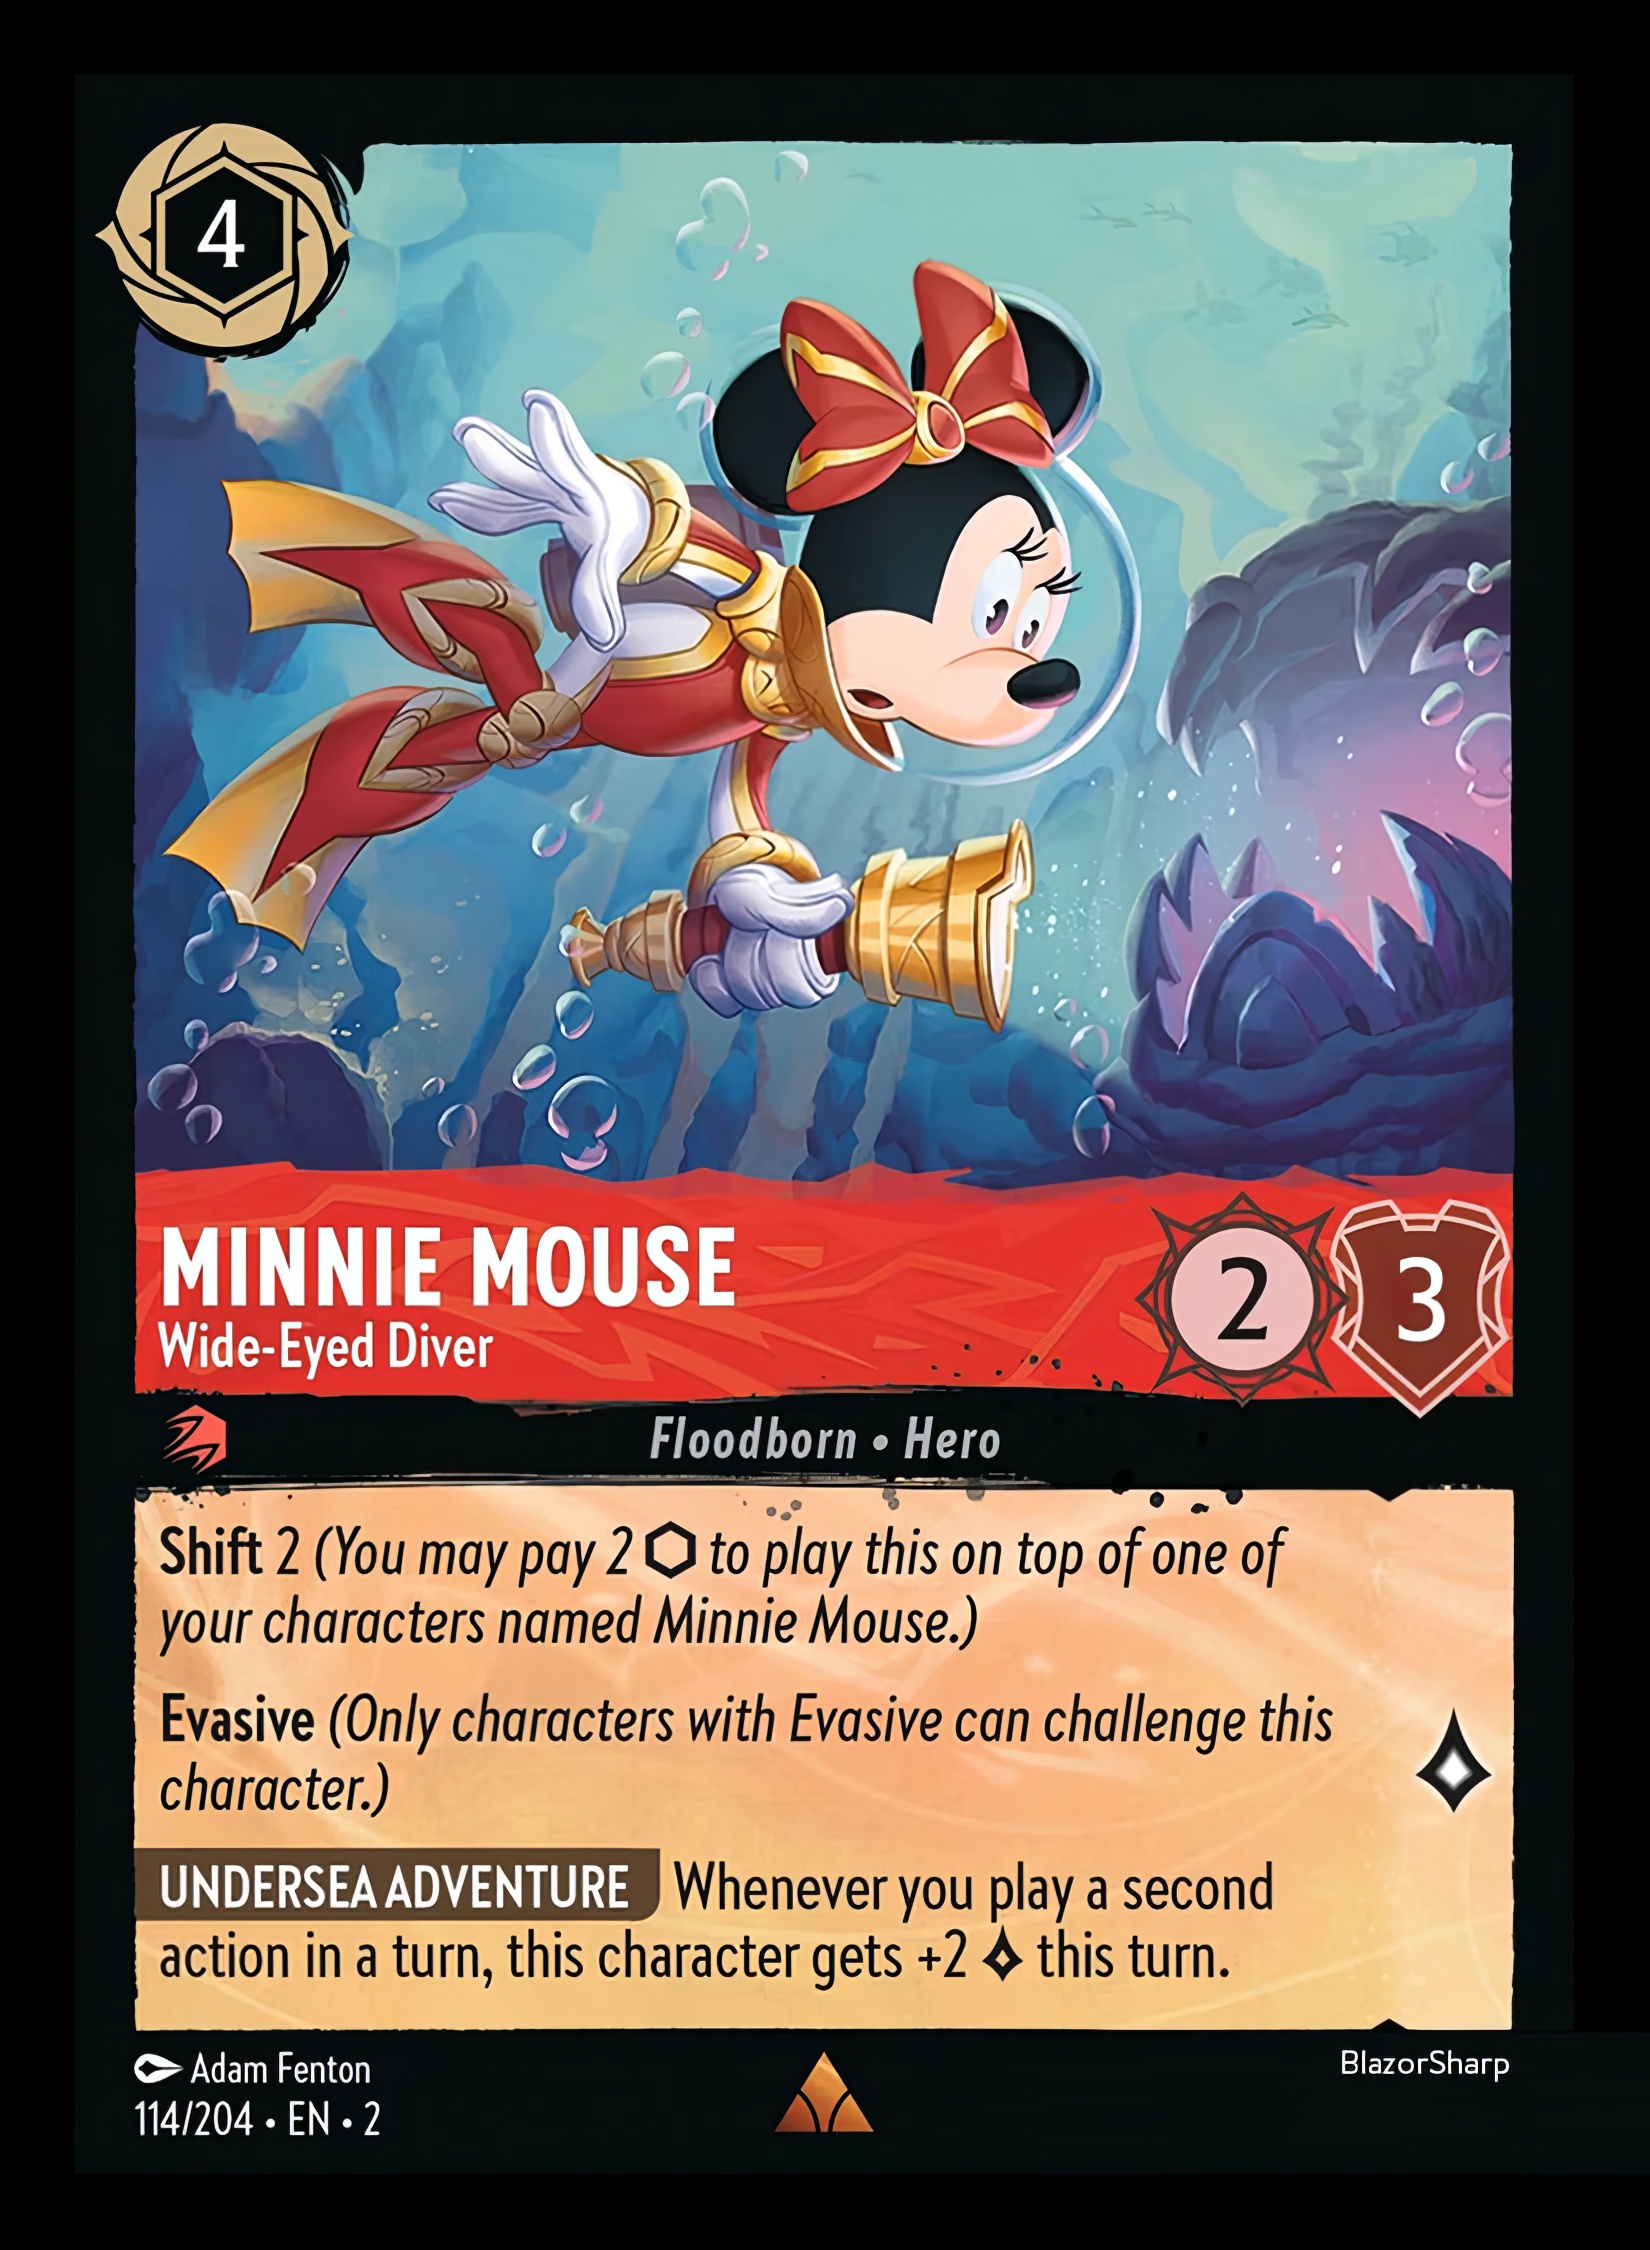 4
MINNIE MOUSE
Wide-Eyed Diver
2 3
Floodborn • Hero
Shift 2 (You may pay 2 ⬡ to play this on top of one of
your characters named Minnie Mouse.)
Evasive (Only characters with Evasive can challenge this
character.)
UNDERSEA ADVENTURE Whenever you play a second
action in a turn, this character gets +2 this turn.
Adam Fenton
BlazorSharp
114/204 • EN • 2